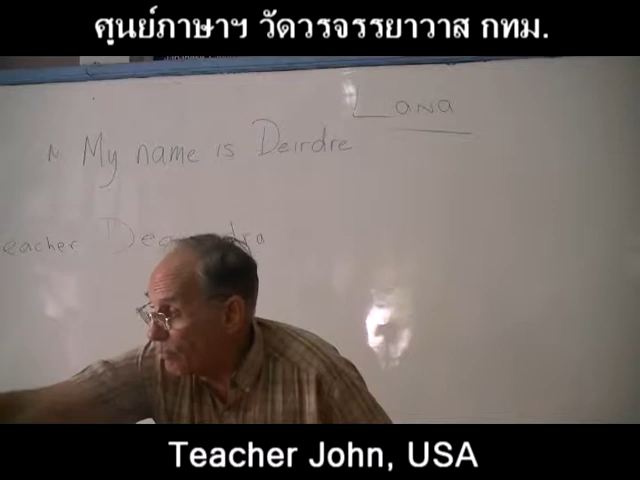 ศูนย์ภาษาฯ วัดวรจรรยาวาส กทม.
Lana
N My name is Deirdre
eacher
Teacher John, USA